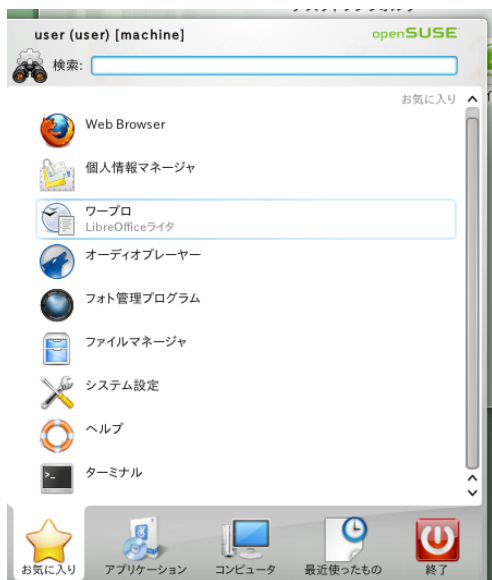 user (user) [machine]
openSUSE
検索:
お気に入り
Web Browser
個人情報マネージャ
ワープロ
LibreOfficeライタ
オーディオプレーヤー
フォト管理プログラム
ファイルマネージャ
システム設定
ヘルプ
ターミナル
お気に入り
アプリケーション
コンピュータ
最近使ったもの
終了